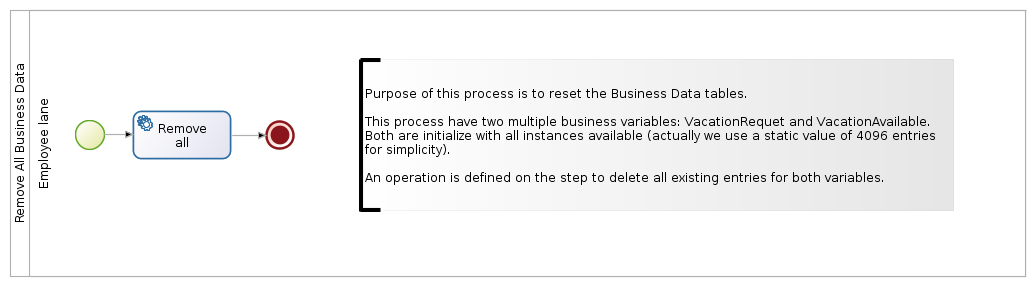 Remove All Business Data
Employee lane
Remove
all
Purpose of this process is to reset the Business Data tables.
This process have two multiple business variables: VacationRequet and VacationAvailable.
Both are initialize with all instances available (actually we use a static value of 4096 entries
for simplicity).
An operation is defined on the step to delete all existing entries for both variables.